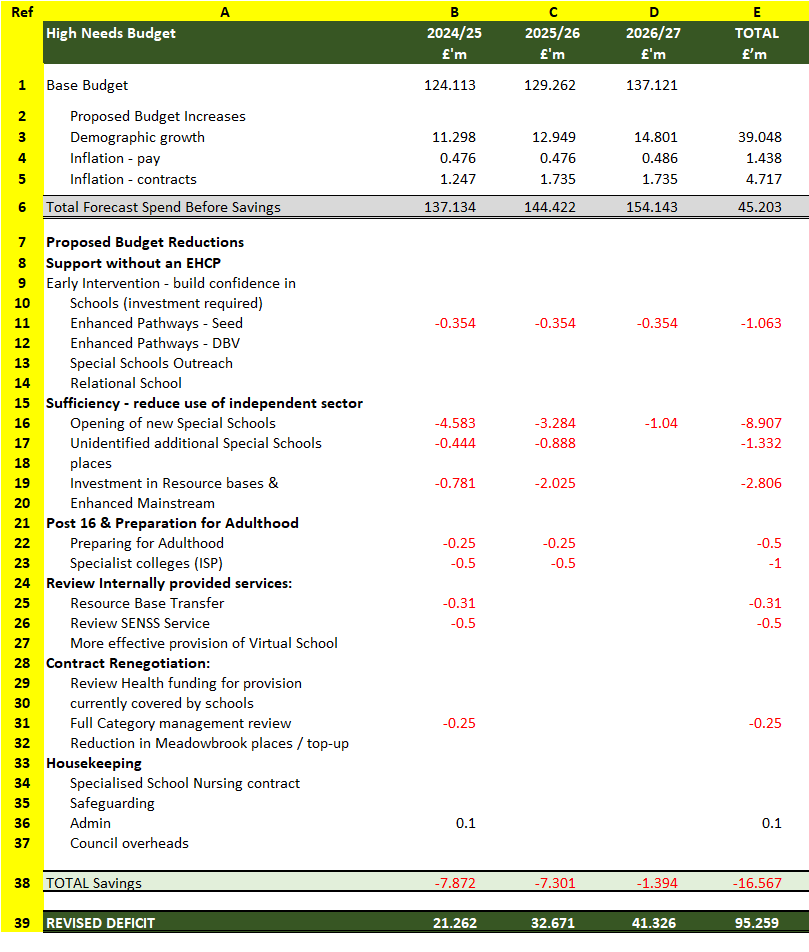 Ref A B C D E
High Needs Budget 2024/25 2025/26 2026/27 TOTAL
£'m £'m £'m £’m
1 Base Budget 124.113 129.262 137.121
2 Proposed Budget Increases
3 Demographic growth 11.298 12.949 14.801 39.048
4 Inflation - pay 0.476 0.476 0.486 1.438
5 Inflation - contracts 1.247 1.735 1.735 4.717
6 Total Forecast Spend Before Savings 137.134 144.422 154.143 45.203
7 Proposed Budget Reductions
8 Support without an EHCP
9 Early Intervention - build confidence in
10 Schools (investment required)
11 Enhanced Pathways - Seed -0.354 -0.354 -0.354 -1.063
12 Enhanced Pathways - DBV
13 Special Schools Outreach
14 Relational School
15 Sufficiency - reduce use of independent sector
16 Opening of new Special Schools -4.583 -3.284 -1.04 -8.907
17 Unidentified additional Special Schools -0.444 -0.888 -1.332
18 places
19 Investment in Resource bases & -0.781 -2.025 -2.806
20 Enhanced Mainstream
21 Post 16 & Preparation for Adulthood
22 Preparing for Adulthood -0.25 -0.25 -0.5
23 Specialist colleges (ISP) -0.5 -0.5 -1
24 Review Internally provided services:
25 Resource Base Transfer -0.31 -0.31
26 Review SENSS Service -0.5 -0.5
27 More effective provision of Virtual School
28 Contract Renegotiation:
29 Review Health funding for provision
30 currently covered by schools
31 Full Category management review -0.25 -0.25
32 Reduction in Meadowbrook places / top-up
33 Housekeeping
34 Specialised School Nursing contract
35 Safeguarding
36 Admin 0.1 0.1
37 Council overheads
38 TOTAL Savings -7.872 -7.301 -1.394 -16.567
39 REVISED DEFICIT 21.262 32.671 41.326 95.259